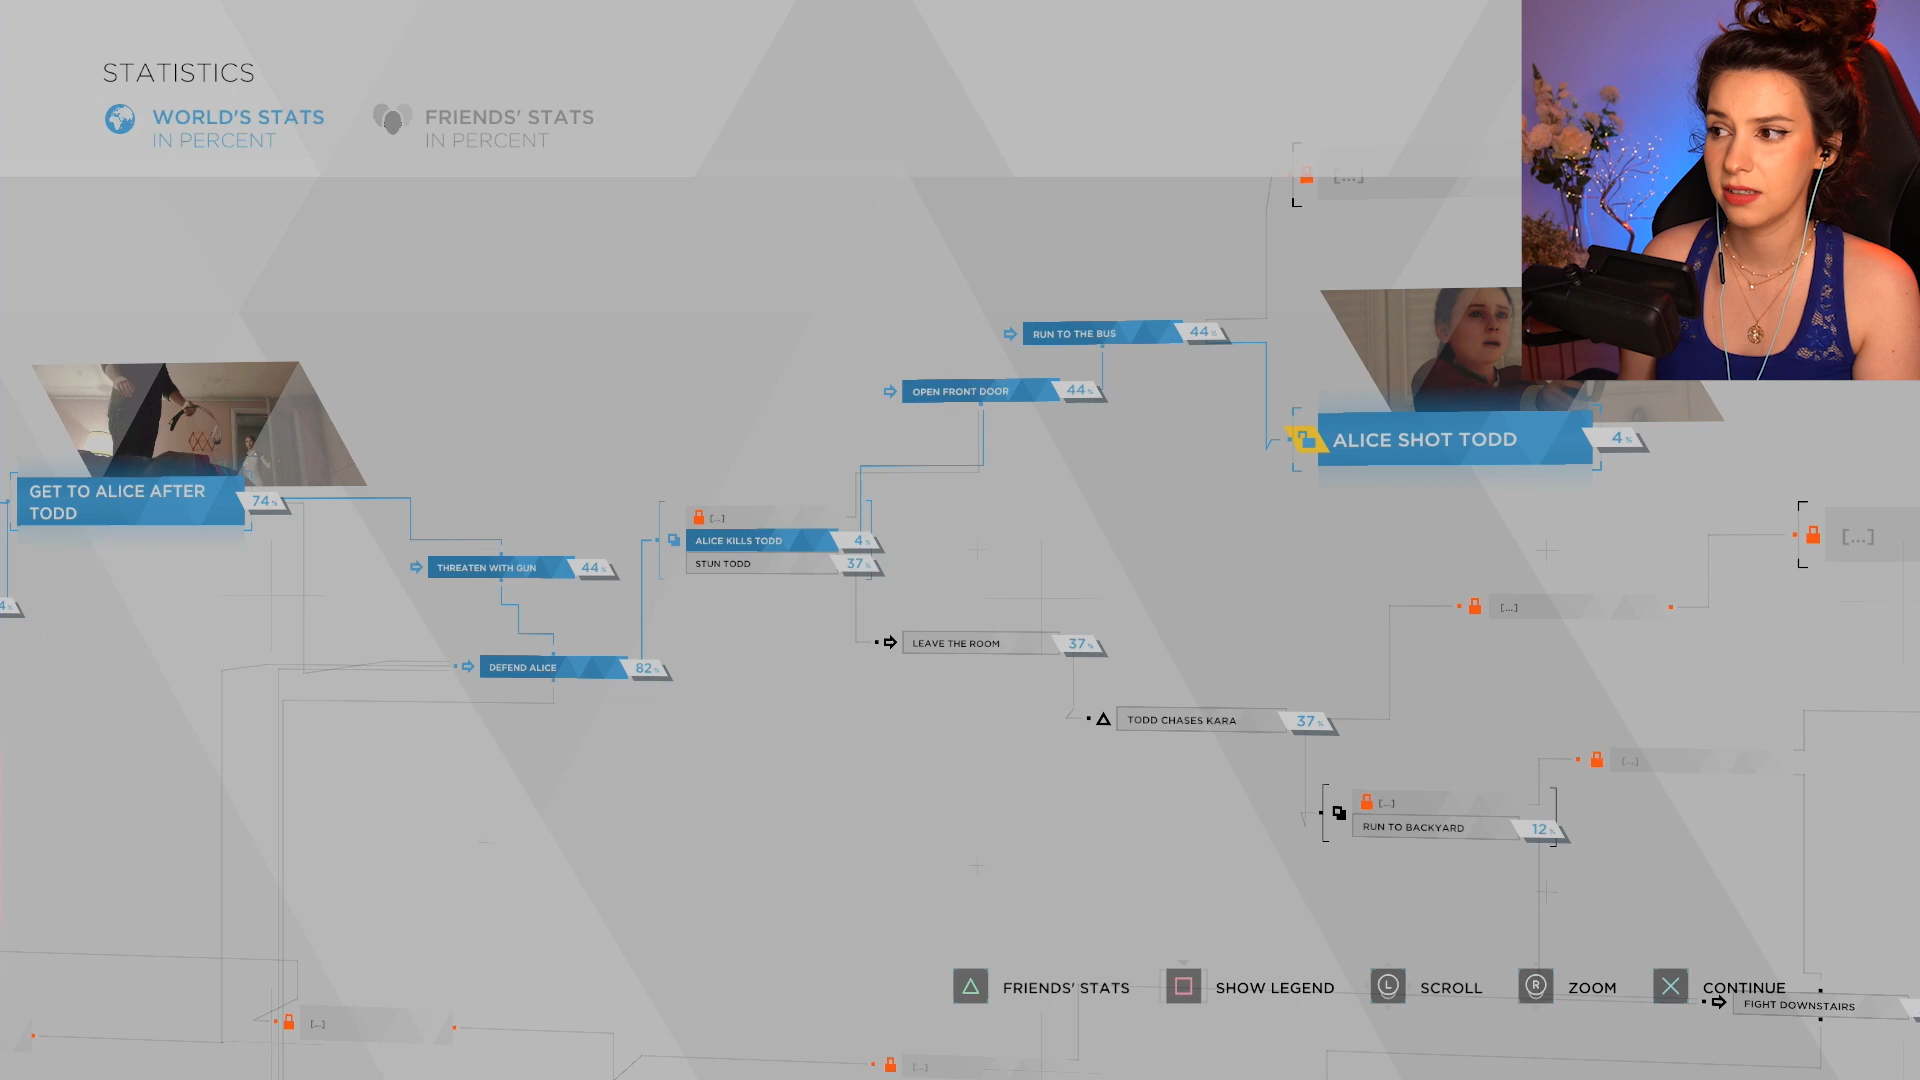 STATISTICS
WORLD'S STATS
IN PERCENT
FRIENDS' STATS
IN PERCENT
[...]
RUN TO THE BUS 44%
OPEN FRONT DOOR 44%
ALICE SHOT TODD 4%
GET TO ALICE AFTER
TODD
74%
[...]
ALICE KILLS TODD 4%
STUN TODD 37%
[...]
THREATEN WITH GUN 44%
4%
[...]
LEAVE THE ROOM 37%
DEFEND ALICE 82%
TODD CHASES KARA 37%
[...]
[...]
RUN TO BACKYARD 12%
FRIENDS' STATS
SHOW LEGEND
L
SCROLL
R
ZOOM
CONTINUE
FIGHT DOWNSTAIRS
[...]
[...]